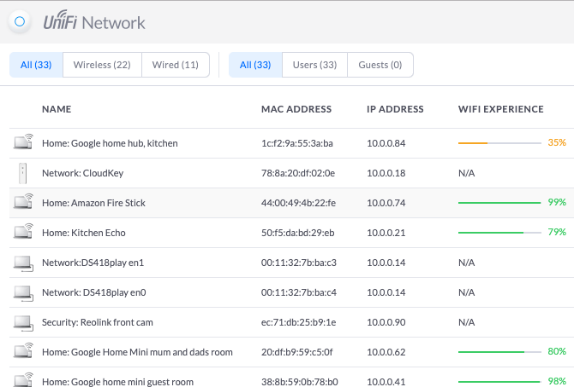 UniFi Network
All (33) Wireless (22) Wired (11) All (33) Users (33) Guests (0)
NAME MAC ADDRESS IP ADDRESS WIFI EXPERIENCE
Home: Google home hub, kitchen 1c:f2:9a:55:3a:ba 10.0.0.84 35%
Network: CloudKey 78:8a:20:df:02:0e 10.0.0.18 N/A
Home: Amazon Fire Stick 44:00:49:4b:22:fe 10.0.0.74 99%
Home: Kitchen Echo 50:f5:da:bd:29:eb 10.0.0.21 79%
Network:DS418play en1 00:11:32:7b:ba:c3 10.0.0.14 N/A
Network: DS418play en0 00:11:32:7b:ba:c4 10.0.0.14 N/A
Security: Reolink front cam ec:71:db:25:b9:1e 10.0.0.90 N/A
Home: Google Home Mini mum and dads room 20:df:b9:59:c5:0f 10.0.0.62 80%
Home: Google home mini guest room 38:8b:59:0b:78:b0 10.0.0.41 98%